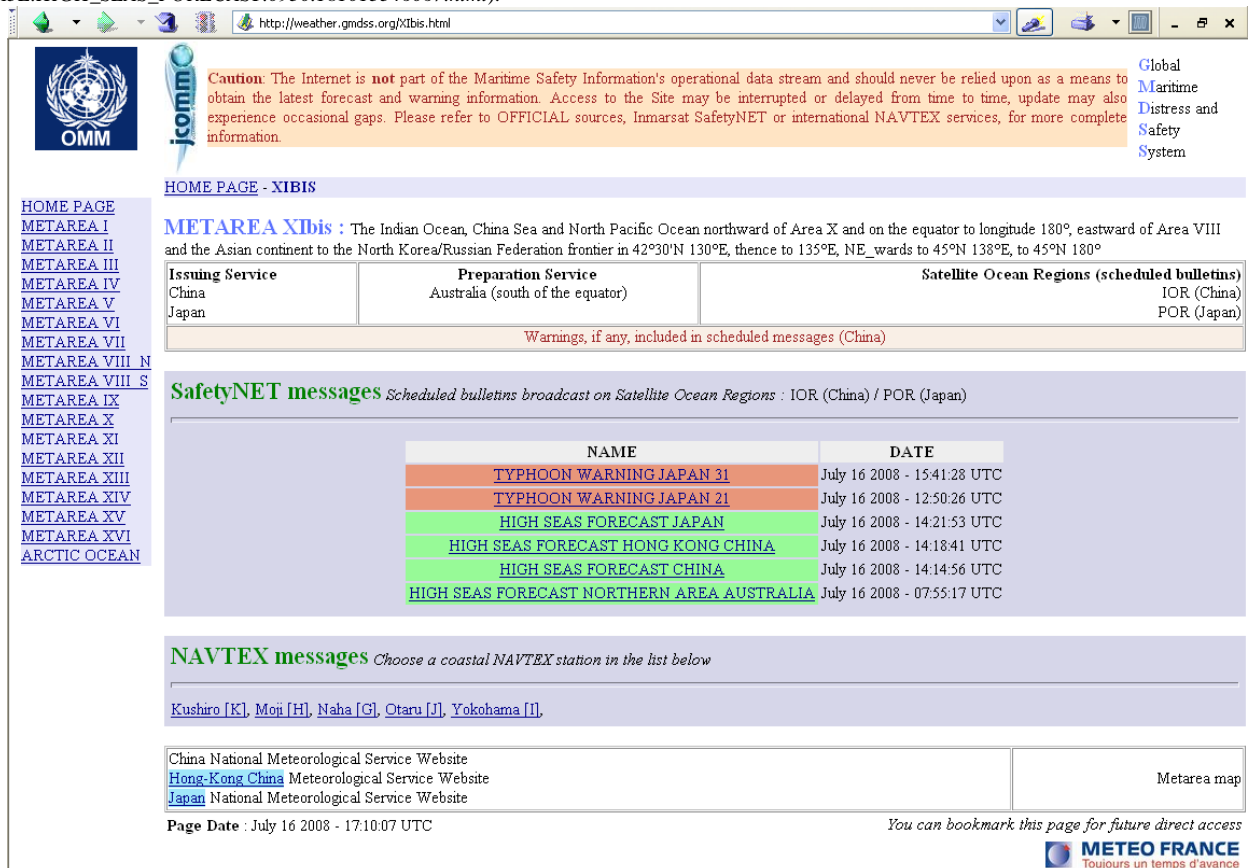 http://weather.gmdss.org/XIbis.html
OMM
jcomm
Caution: The Internet is not part of the Maritime Safety Information's operational data stream and should never be relied upon as a means to
obtain the latest forecast and warning information. Access to the Site may be interrupted or delayed from time to time, update may also
experience occasional gaps. Please refer to OFFICIAL sources, Inmarsat SafetyNET or international NAVTEX services, for more complete
information.
Global
Maritime
Distress and
Safety
System
HOME PAGE - XIBIS
HOME PAGE
METAREA I
METAREA II
METAREA III
METAREA IV
METAREA V
METAREA VI
METAREA VII
METAREA VIII N
METAREA VIII S
METAREA IX
METAREA X
METAREA XI
METAREA XII
METAREA XIII
METAREA XIV
METAREA XV
METAREA XVI
ARCTIC OCEAN
METAREA XIbis : The Indian Ocean, China Sea and North Pacific Ocean northward of Area X and on the equator to longitude 180°, eastward of Area VIII
and the Asian continent to the North Korea/Russian Federation frontier in 42°30'N 130°E, thence to 135°E, NE_wards to 45°N 138°E, to 45°N 180°
Issuing Service
China
Japan
Preparation Service
Australia (south of the equator)
Satellite Ocean Regions (scheduled bulletins)
IOR (China)
POR (Japan)
Warnings, if any, included in scheduled messages (China)
SafetyNET messages Scheduled bulletins broadcast on Satellite Ocean Regions : IOR (China) / POR (Japan)
NAME DATE
TYPHOON WARNING JAPAN 31 July 16 2008 - 15:41:28 UTC
TYPHOON WARNING JAPAN 21 July 16 2008 - 12:50:26 UTC
HIGH SEAS FORECAST JAPAN July 16 2008 - 14:21:53 UTC
HIGH SEAS FORECAST HONG KONG CHINA July 16 2008 - 14:18:41 UTC
HIGH SEAS FORECAST CHINA July 16 2008 - 14:14:56 UTC
HIGH SEAS FORECAST NORTHERN AREA AUSTRALIA July 16 2008 - 07:55:17 UTC
NAVTEX messages Choose a coastal NAVTEX station in the list below
Kushiro [K], Moji [H], Naha [G], Otaru [J], Yokohama [I],
China National Meteorological Service Website
Hong-Kong China Meteorological Service Website
Japan National Meteorological Service Website
Metarea map
Page Date : July 16 2008 - 17:10:07 UTC
You can bookmark this page for future direct access
METEO FRANCE
Toujours un temps d'avance